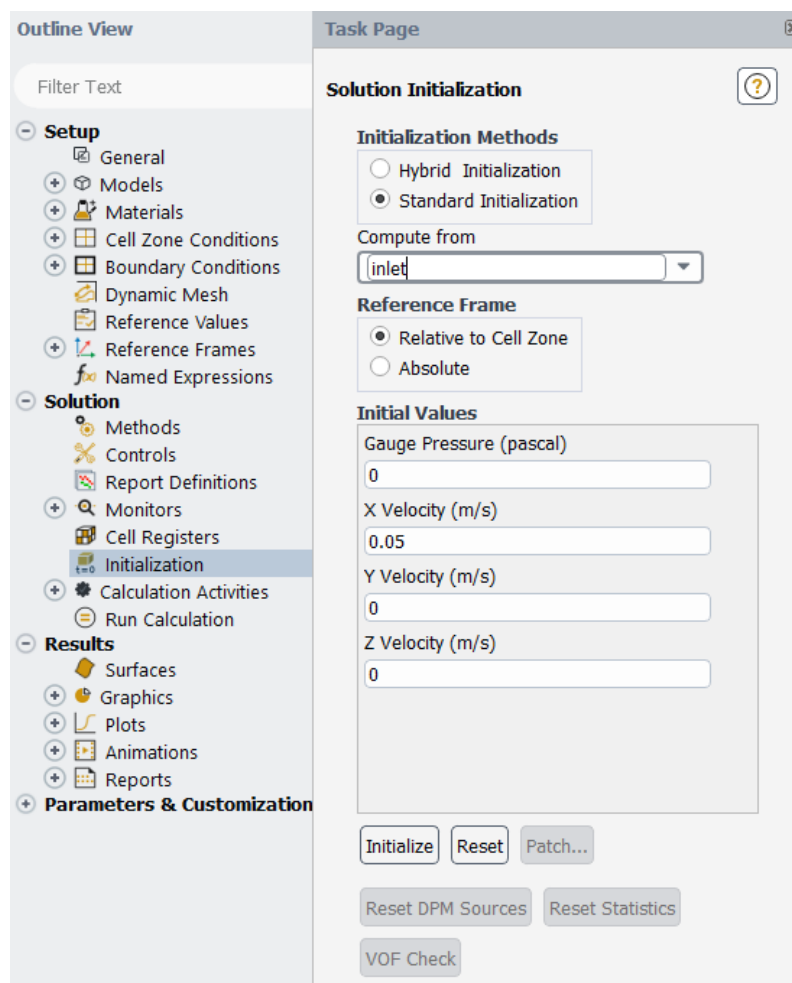 Outline View
Filter Text
Setup
General
Models
Materials
Cell Zone Conditions
Boundary Conditions
Dynamic Mesh
Reference Values
Reference Frames
Named Expressions
Solution
Methods
Controls
Report Definitions
Monitors
Cell Registers
t=0 Initialization
Calculation Activities
Run Calculation
Results
Surfaces
Graphics
Plots
Animations
Reports
Parameters & Customization
Task Page
Solution Initialization
?
Initialization Methods
Hybrid Initialization
Standard Initialization
Compute from
inlet
Reference Frame
Relative to Cell Zone
Absolute
Initial Values
Gauge Pressure (pascal)
0
X Velocity (m/s)
0.05
Y Velocity (m/s)
0
Z Velocity (m/s)
0
Initialize Reset Patch...
Reset DPM Sources Reset Statistics
VOF Check